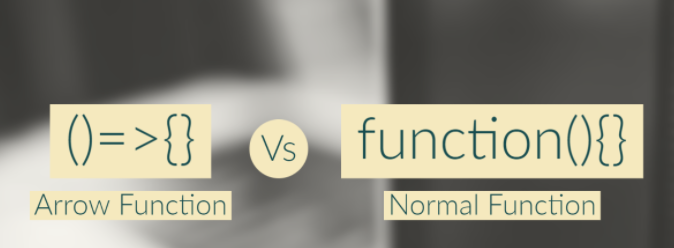 ()=>{} Vs function(){}
Arrow Function Normal Function